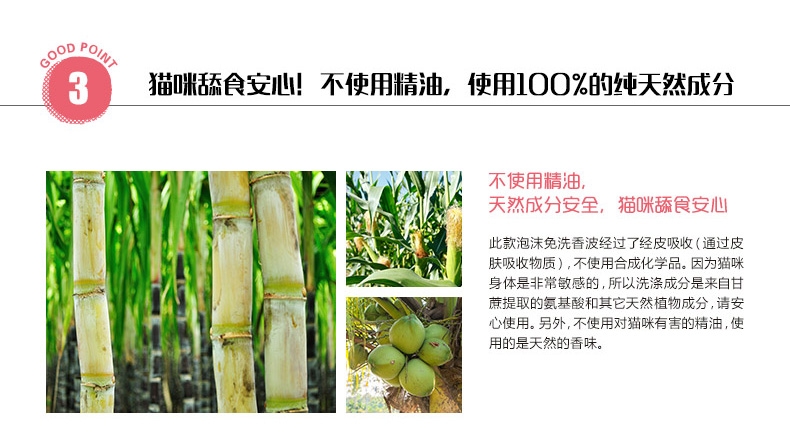 GOOD POINT
3
猫咪舔食安心！不使用精油，使用100%的纯天然成分
不使用精油，
天然成分安全，猫咪舔食安心
此款泡沫免洗香波经过了经皮吸收（通过皮
肤吸收物质），不使用合成化学品。因为猫咪
身体是非常敏感的，所以洗涤成分是来自甘
蔗提取的氨基酸和其它天然植物成分，请安
心使用。另外，不使用对猫咪有害的精油，使
用的是天然的香味。